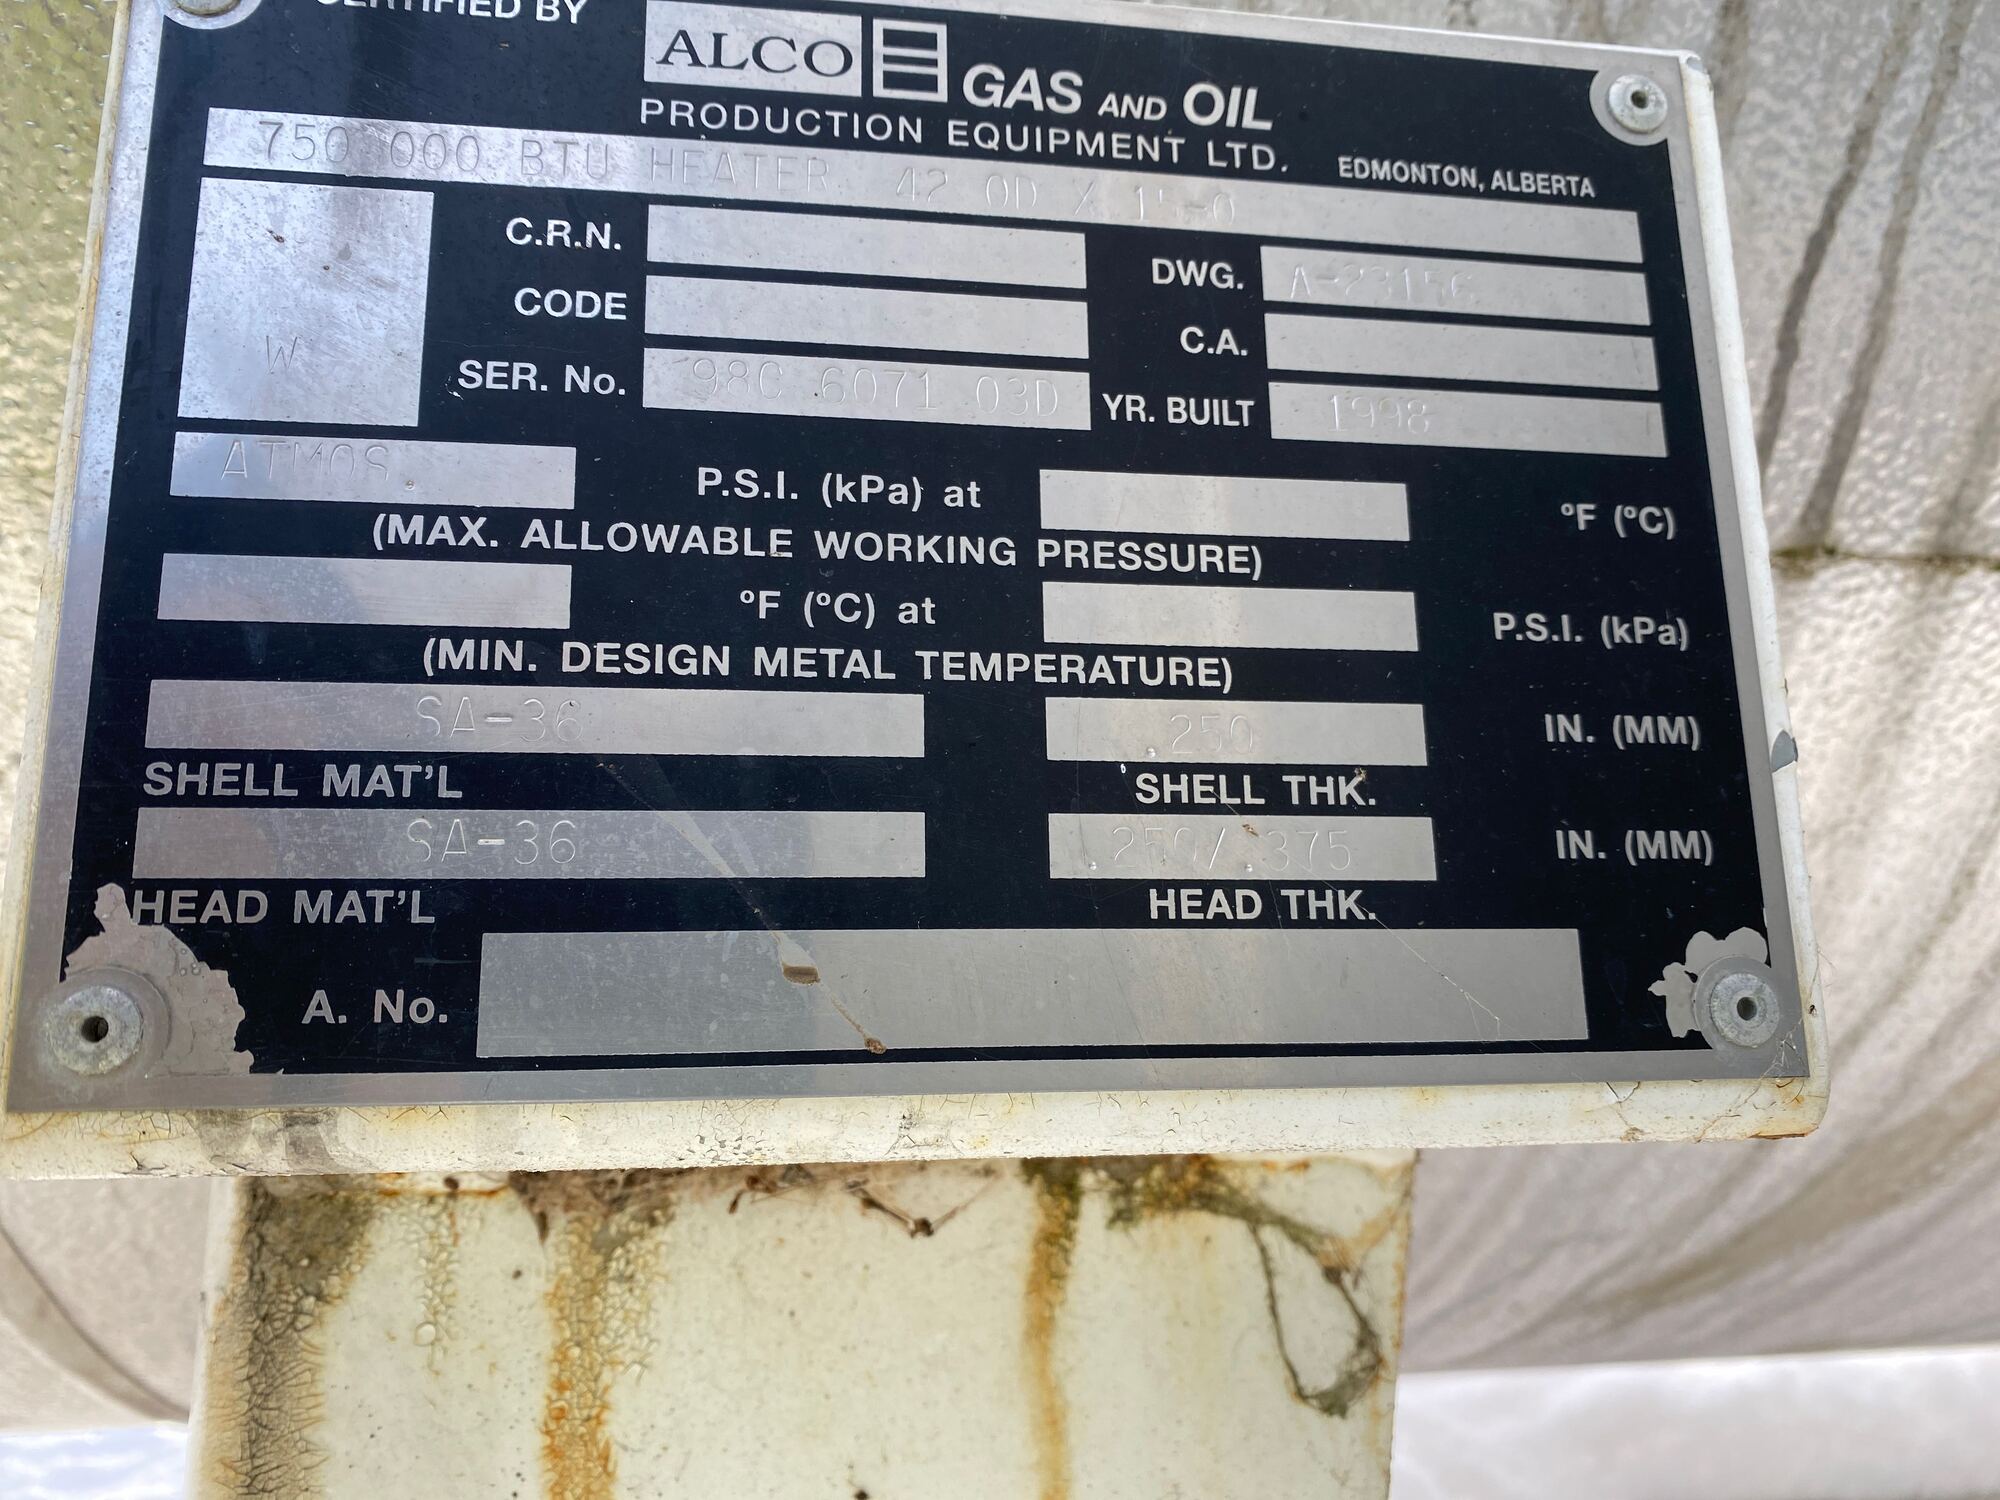 CERTIFIED BY
ALCO GAS AND OIL
PRODUCTION EQUIPMENT LTD. EDMONTON, ALBERTA
750 000 BTU HEATER 42 OD X 15-0
C.R.N.
DWG. A-23156
CODE
C.A.
W
SER. No. 98C 6071 03D
YR. BUILT 1998
ATMOS. P.S.I. (kPa) at °F (°C)
(MAX. ALLOWABLE WORKING PRESSURE)
°F (°C) at P.S.I. (kPa)
(MIN. DESIGN METAL TEMPERATURE)
SA-36 .250 IN. (MM)
SHELL MAT'L SHELL THK.
SA-36 .250/.375 IN. (MM)
HEAD MAT'L HEAD THK.
A. No.